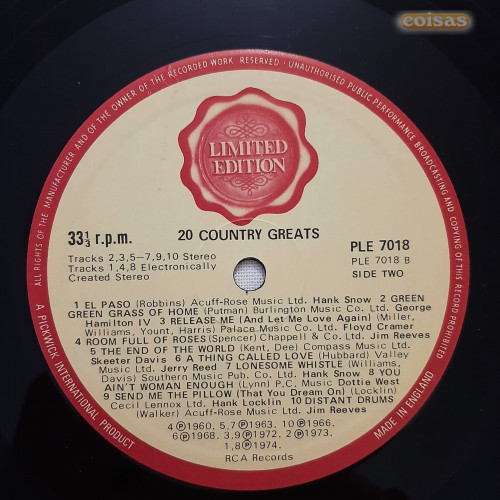 coisas
ALL RIGHTS OF THE MANUFACTURER AND OF THE OWNER OF THE RECORDED WORK RESERVED · UNAUTHORISED PUBLIC PERFORMANCE BROADCASTING AND COPYING OF THIS RECORD PROHIBITED
LIMITED
EDITION
33⅓ r.p.m.
20 COUNTRY GREATS
PLE 7018
Tracks 2,3,5–7,9,10 Stereo
Tracks 1,4,8 Electronically
Created Stereo
PLE 7018 B
SIDE TWO
1 EL PASO (Robbins) Acuff-Rose Music Ltd. Hank Snow 2 GREEN
GREEN GRASS OF HOME (Putman) Burlington Music Co. Ltd. George
Hamilton IV 3 RELEASE ME (And Let Me Love Again) (Miller,
Williams, Yount, Harris) Palace Music Co. Ltd. Floyd Cramer
4 ROOM FULL OF ROSES (Spencer) Chappell & Co. Ltd. Jim Reeves
5 THE END OF THE WORLD (Kent, Dee) Compass Music Ltd.
Skeeter Davis 6 A THING CALLED LOVE (Hubbard) Valley
Music Ltd. Jerry Reed 7 LONESOME WHISTLE (Williams,
Davis) Southern Pub. Co. Ltd. Hank Snow 8 YOU
AIN'T WOMAN ENOUGH (Lynn) P.C. Music Dottie West
9 SEND ME THE PILLOW (That You Dream On) (Locklin)
Cecil Lennox Ltd. Hank Locklin 10 DISTANT DRUMS
(Walker) Acuff-Rose Music Ltd. Jim Reeves
4 ℗1960. 5,7 ℗1963. 10 ℗1966.
6 ℗1968. 3,9 ℗1972. 2 ℗1973.
1,8 ℗1974.
RCA Records
A PICKWICK INTERNATIONAL PRODUCT
MADE IN ENGLAND